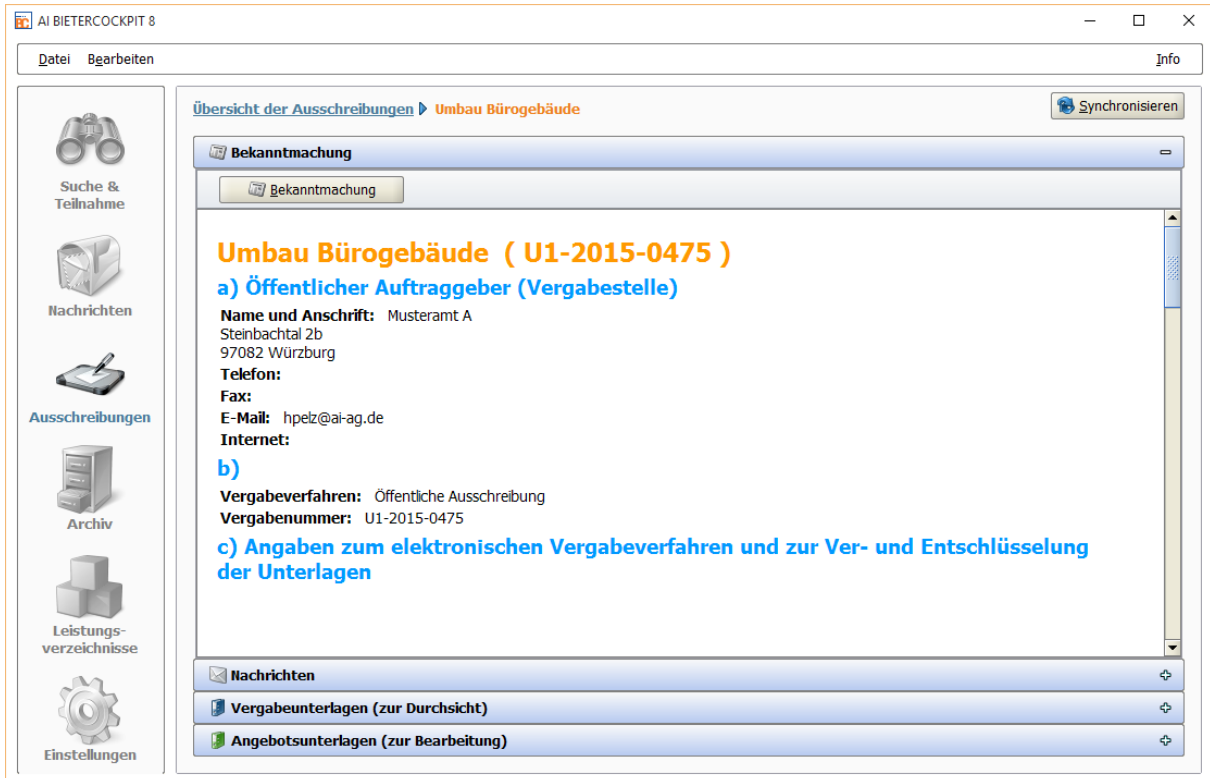 AI BIETERCOCKPIT 8
Datei Bearbeiten Info
Suche &
Teilnahme
Nachrichten
Ausschreibungen
Archiv
Leistungs-
verzeichnisse
Einstellungen
Übersicht der Ausschreibungen Umbau Bürogebäude
Synchronisieren
Bekanntmachung
Bekanntmachung
Umbau Bürogebäude ( U1-2015-0475 )
a) Öffentlicher Auftraggeber (Vergabestelle)
Name und Anschrift: Musteramt A
Steinbachtal 2b
97082 Würzburg
Telefon:
Fax:
E-Mail: hpelz@ai-ag.de
Internet:
b)
Vergabeverfahren: Öffentliche Ausschreibung
Vergabenummer: U1-2015-0475
c) Angaben zum elektronischen Vergabeverfahren und zur Ver- und Entschlüsselung
der Unterlagen
Nachrichten
Vergabeunterlagen (zur Durchsicht)
Angebotsunterlagen (zur Bearbeitung)